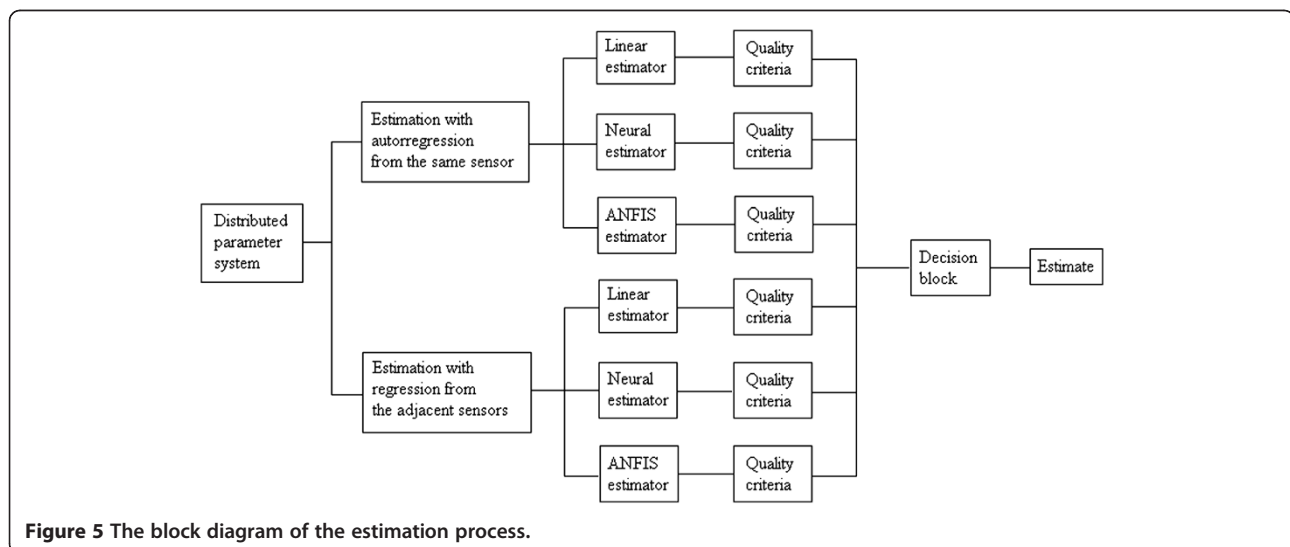 Distributed
parameter
system
Estimation with
autorregression
from the same sensor
Linear
estimator
Quality
criteria
Neural
estimator
Quality
criteria
ANFIS
estimator
Quality
criteria
Estimation with
regression from
the adjacent sensors
Linear
estimator
Quality
criteria
Neural
estimator
Quality
criteria
ANFIS
estimator
Quality
criteria
Decision
block
Estimate
Figure 5 The block diagram of the estimation process.